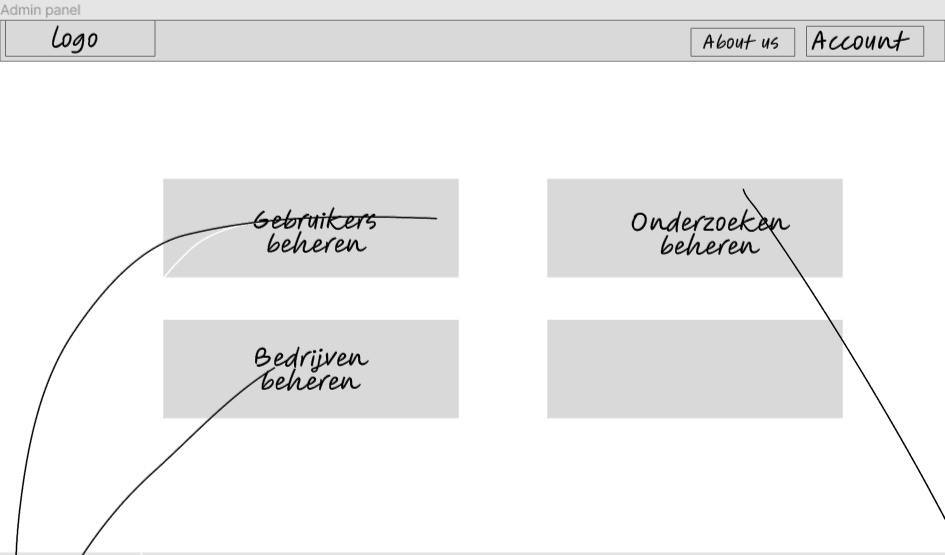 Admin panel
Logo
About us
Account
Gebruikers
beheren
Onderzoeken
beheren
Bedrijven
beheren